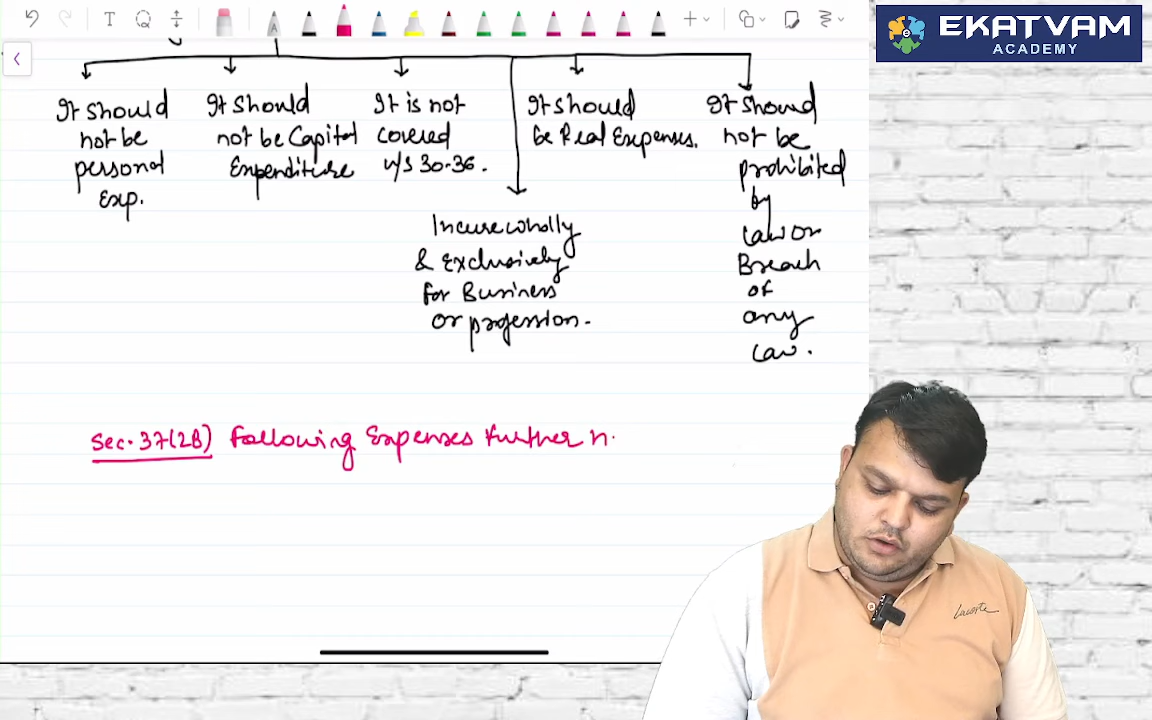 EKATVAM
ACADEMY
It should
not be
personal
Exp.
It should
not be Capital
Expenditure
It is not
covered
u/s 30-36.
Incure wholly
& Exclusively
for Business
or profession.
It should
be Real Expenses.
It should
not be
prohibited
by
Law or
Breach
of
any
Law.
Sec. 37(2B) Following Expenses further n
Lacoste